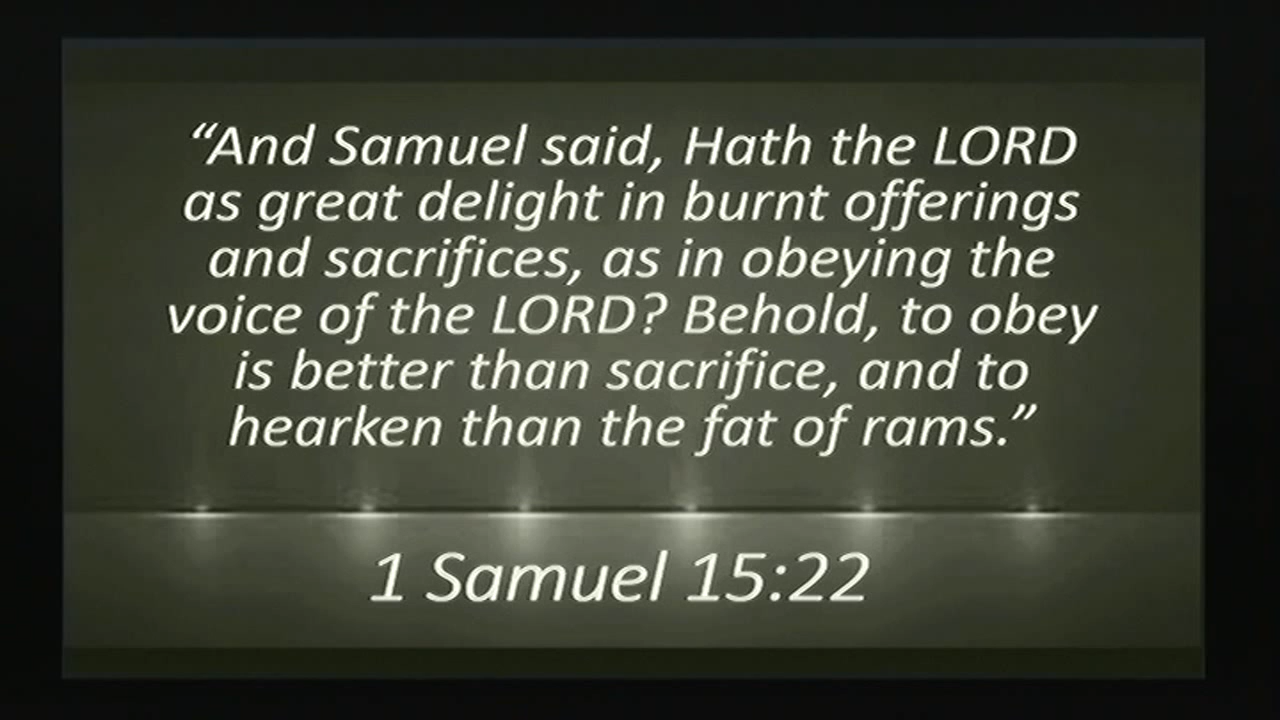 “And Samuel said, Hath the LORD
as great delight in burnt offerings
and sacrifices, as in obeying the
voice of the LORD? Behold, to obey
is better than sacrifice, and to
hearken than the fat of rams.”
1 Samuel 15:22